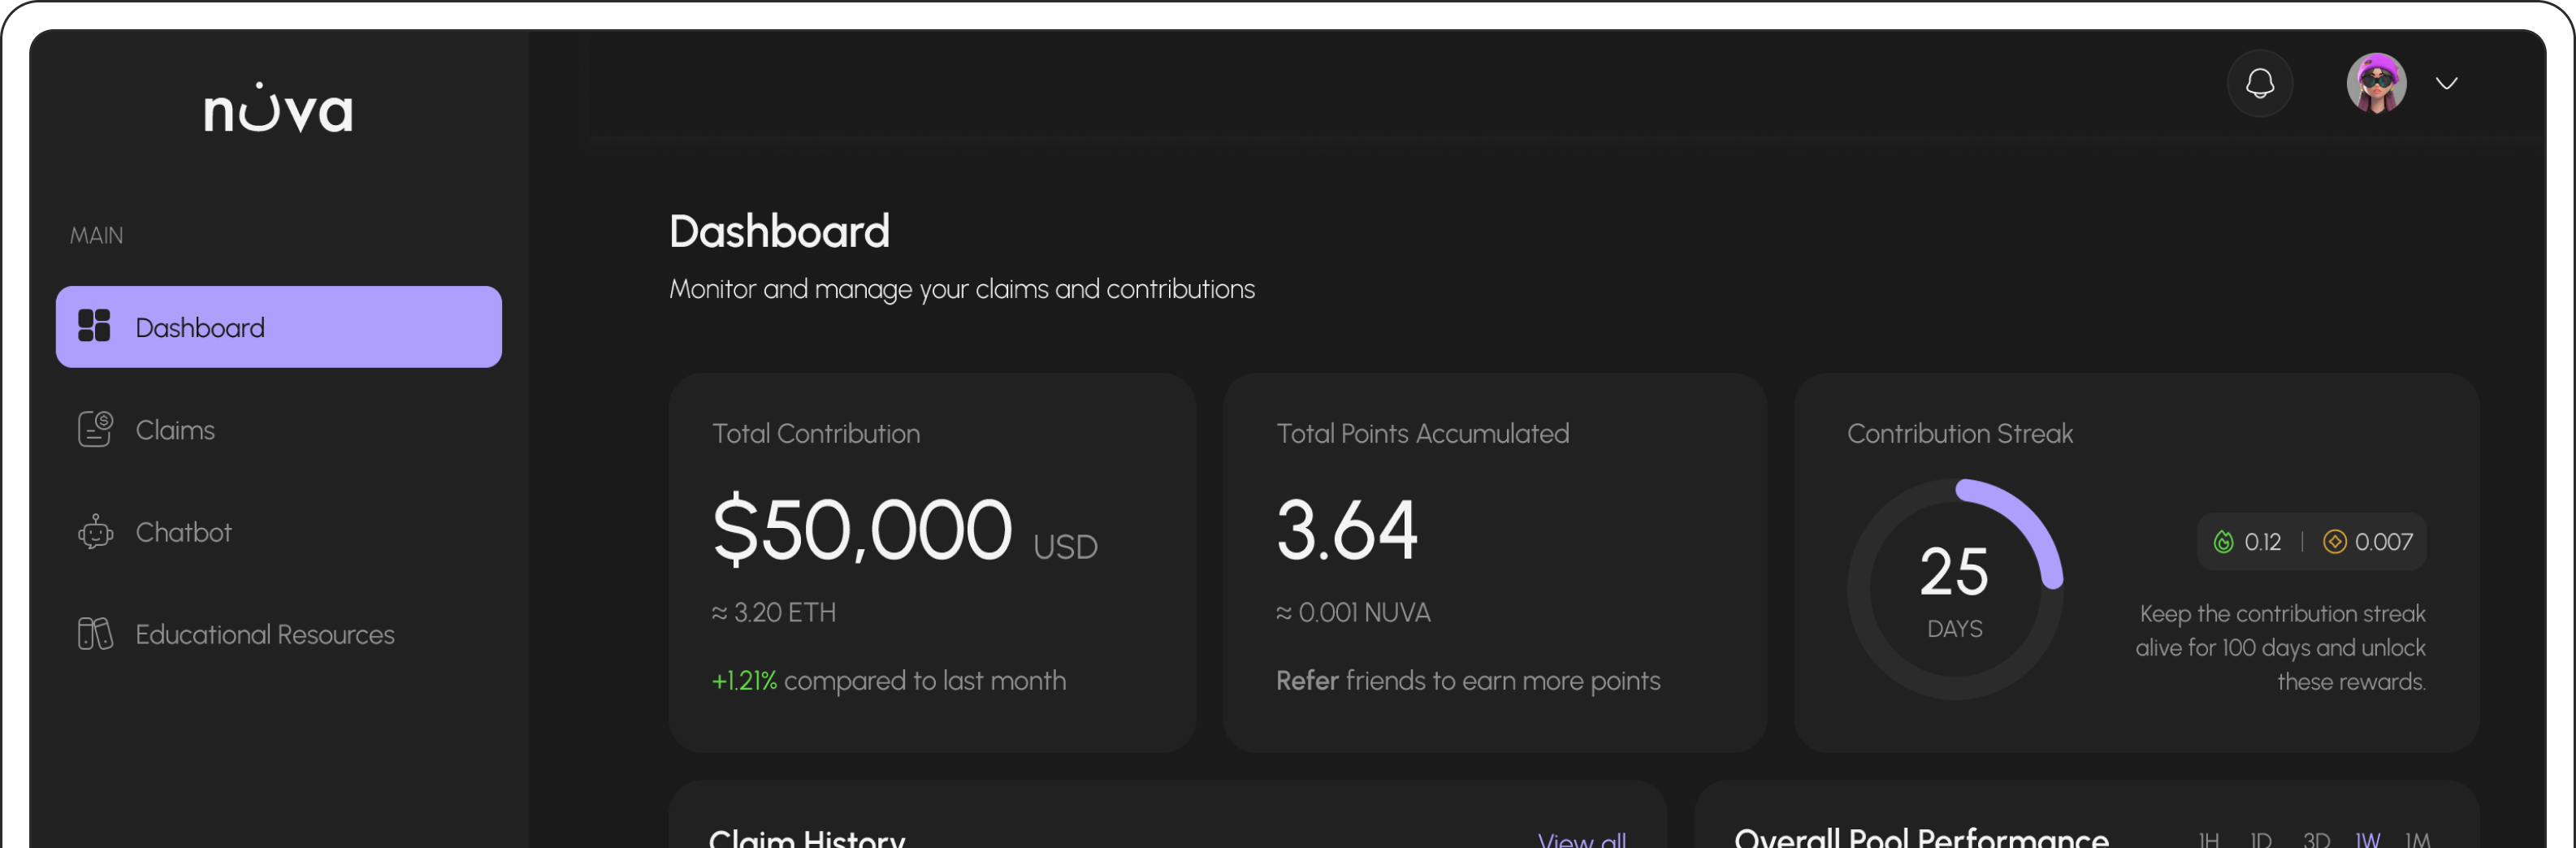 nuva
MAIN
Dashboard
Claims
Chatbot
Educational Resources
Dashboard
Monitor and manage your claims and contributions
Total Contribution
$50,000 USD
≈ 3.20 ETH
+1.21% compared to last month
Total Points Accumulated
3.64
≈ 0.001 NUVA
Refer friends to earn more points
Contribution Streak
25
DAYS
0.12 | 0.007
Keep the contribution streak
alive for 100 days and unlock
these rewards.
Claim History
View all
Overall Pool Performance
1H 1D 3D 1W 1M